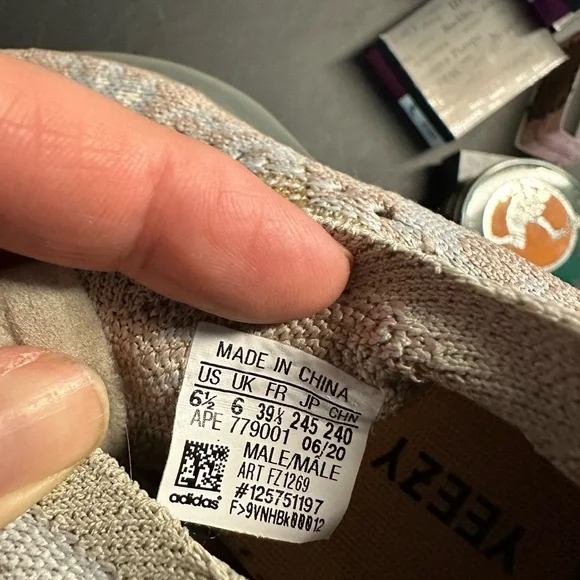 MADE IN CHINA
US UK FR JP CHN
6½ 6 39⅓ 245 240
APE 779001 06/20
MALE/MÂLE
ART FZ1269
#125751197
F>9VNHBk00012
adidas
YEEZY